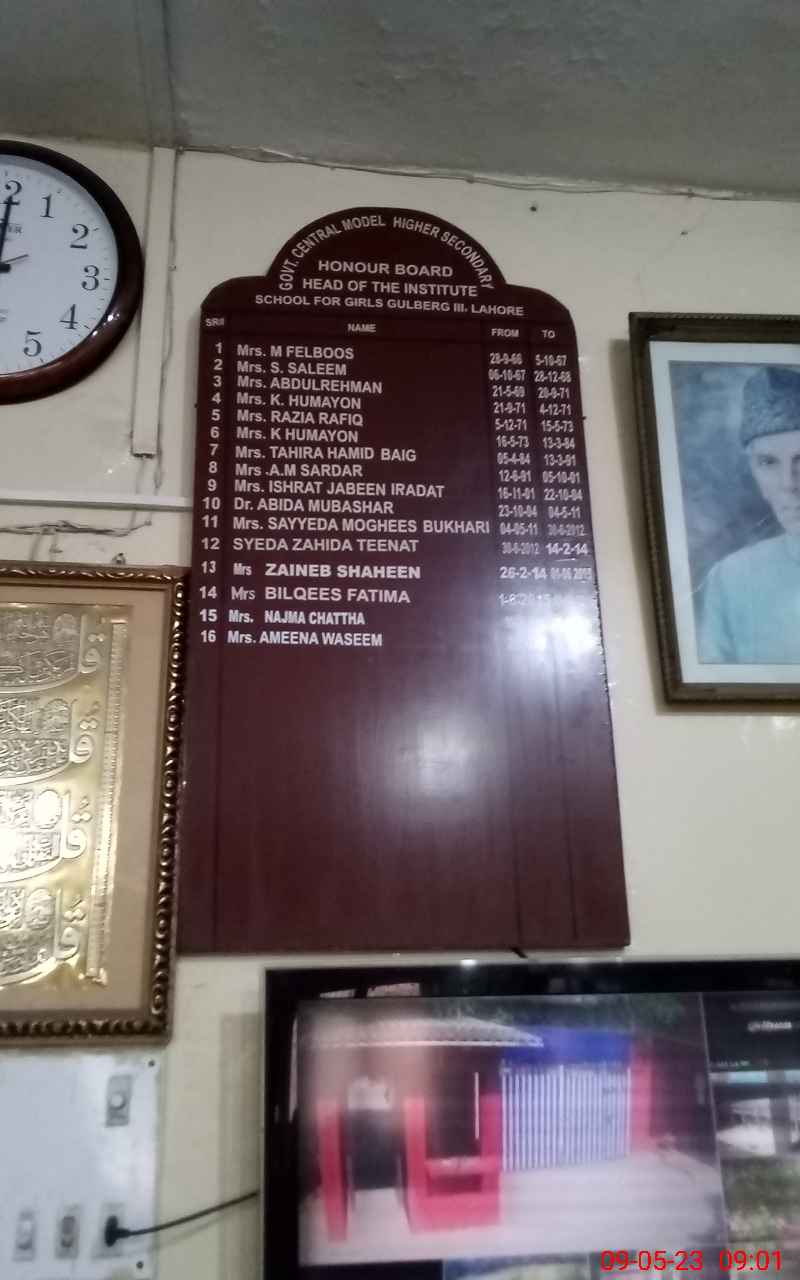 GOVT. CENTRAL MODEL HIGHER SECONDARY
HONOUR BOARD
HEAD OF THE INSTITUTE
SCHOOL FOR GIRLS GULBERG III, LAHORE
SR# NAME FROM TO
1 Mrs. M FELBOOS 28-9-66 5-10-67
2 Mrs. S. SALEEM 06-10-67 28-12-68
3 Mrs. ABDULREHMAN 21-5-69 20-9-71
4 Mrs. K. HUMAYON 21-9-71 4-12-71
5 Mrs. RAZIA RAFIQ 5-12-71 15-5-73
6 Mrs. K HUMAYON 16-5-73 13-3-84
7 Mrs. TAHIRA HAMID BAIG 05-4-84 13-3-91
8 Mrs .A.M SARDAR 12-6-91 05-10-01
9 Mrs. ISHRAT JABEEN IRADAT 16-11-01 22-10-04
10 Dr. ABIDA MUBASHAR 23-10-04 04-5-11
11 Mrs. SAYYEDA MOGHEES BUKHARI 04-05-11 30-6-2012
12 SYEDA ZAHIDA TEENAT 30-6-2012 14-2-14
13 Mrs ZAINEB SHAHEEN 26-2-14
14 Mrs BILQEES FATIMA
15 Mrs. NAJMA CHATTHA
16 Mrs. AMEENA WASEEM
2 1
2
3
4
5
قل
قل
قل
قل
09-05-23 09:01